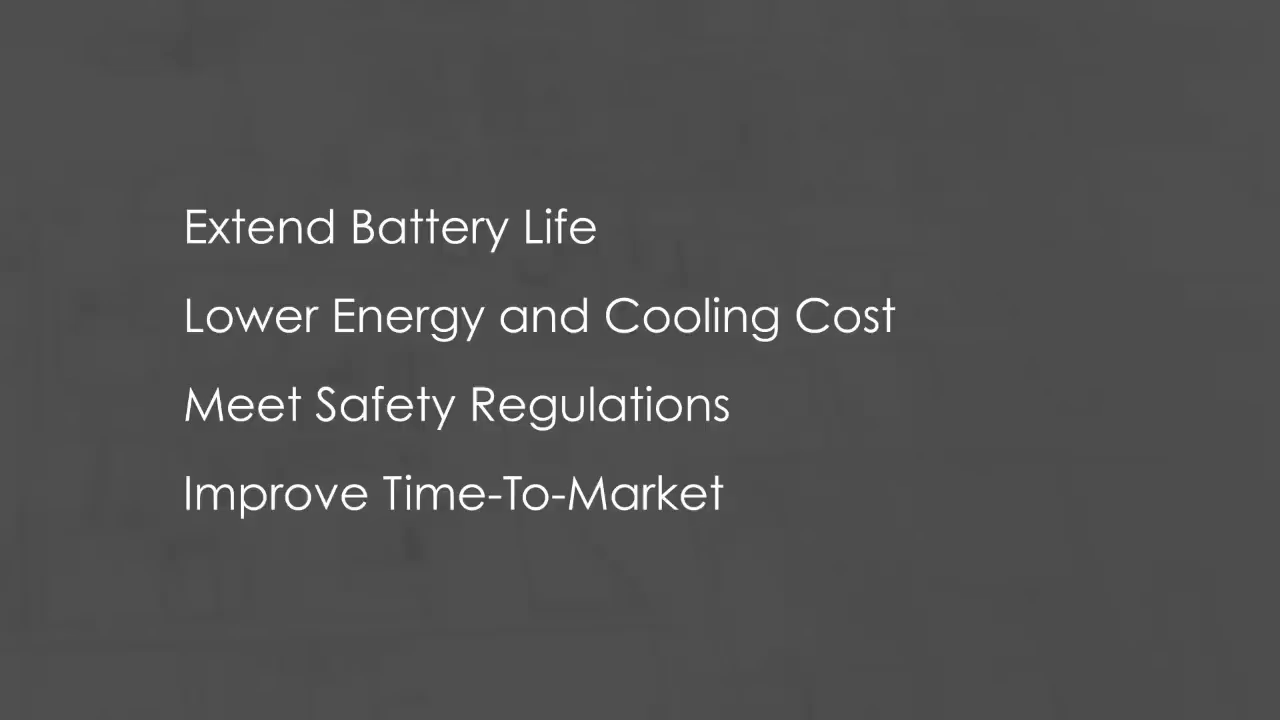 Extend Battery Life
Lower Energy and Cooling Cost
Meet Safety Regulations
Improve Time-To-Market